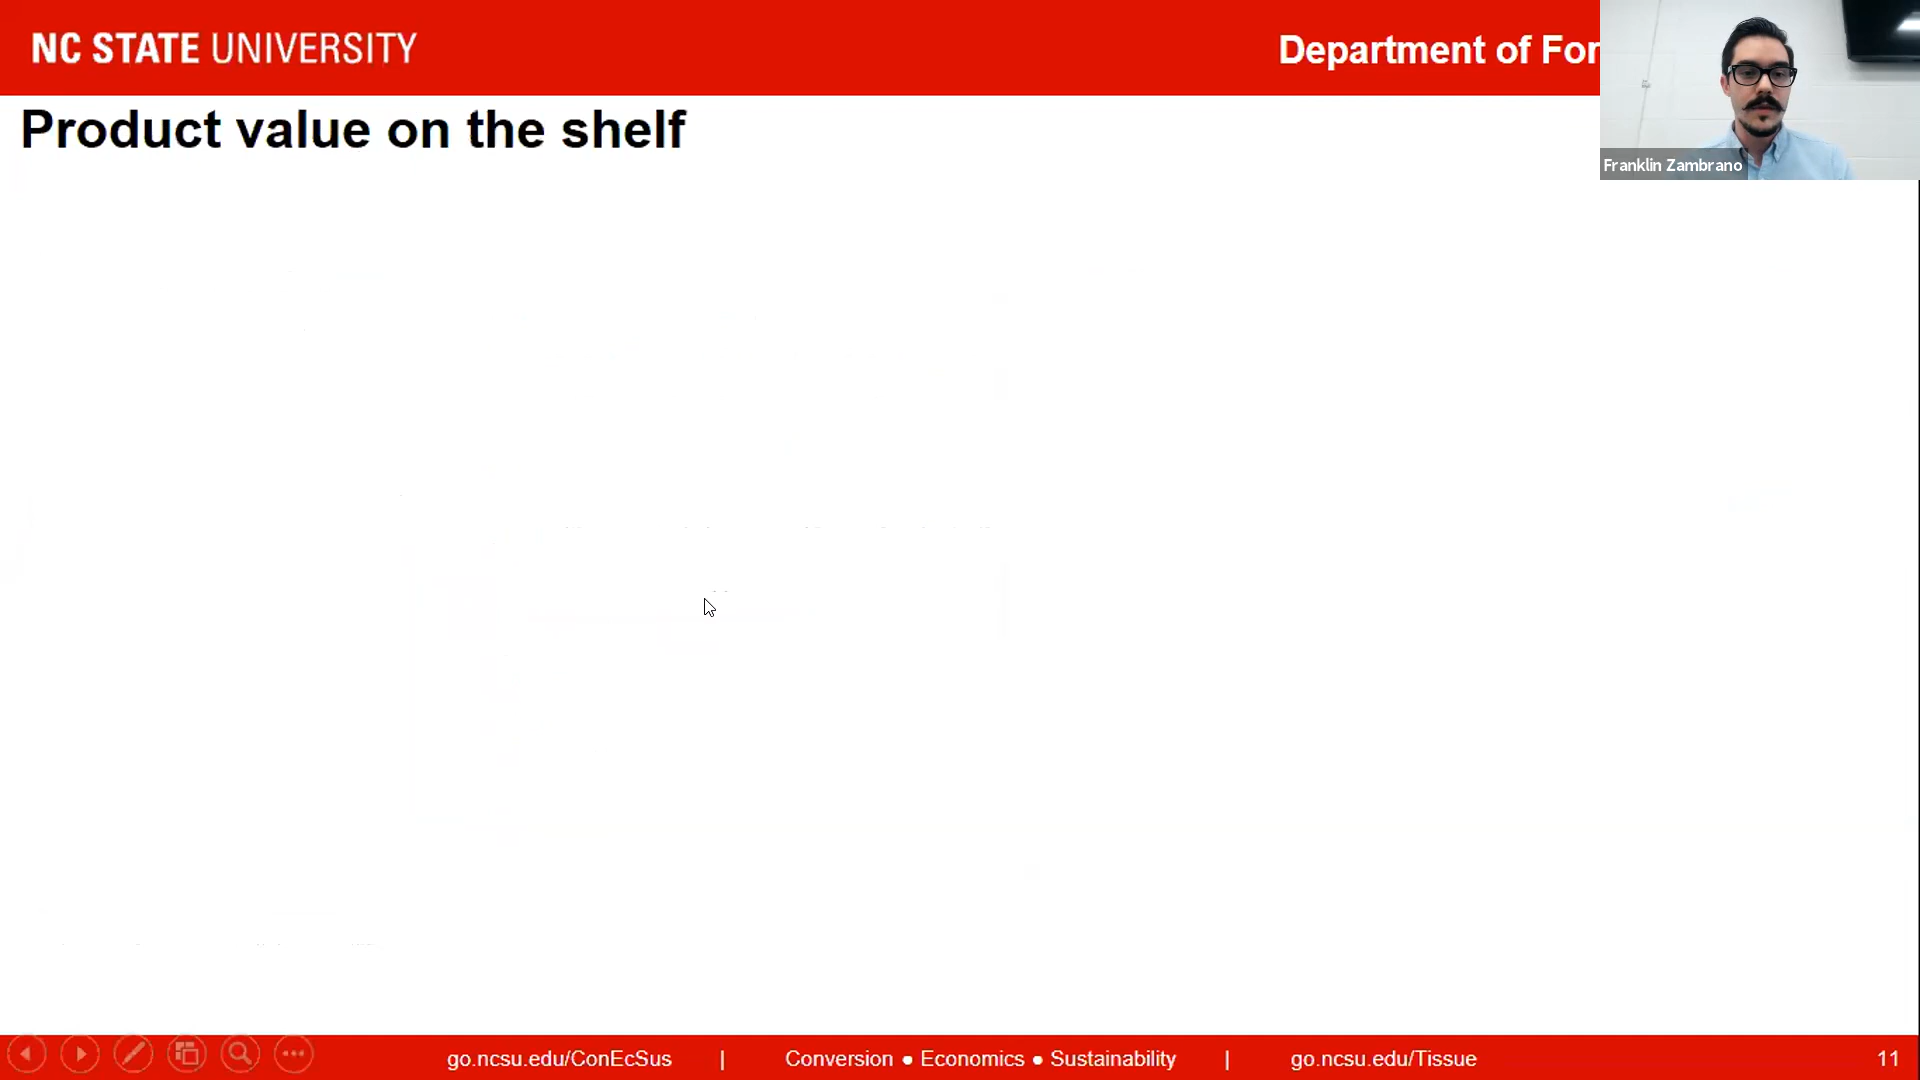 NC STATE UNIVERSITY
Department of For
Franklin Zambrano
Product value on the shelf
go.ncsu.edu/ConEcSus | Conversion ● Economics ● Sustainability | go.ncsu.edu/Tissue
11